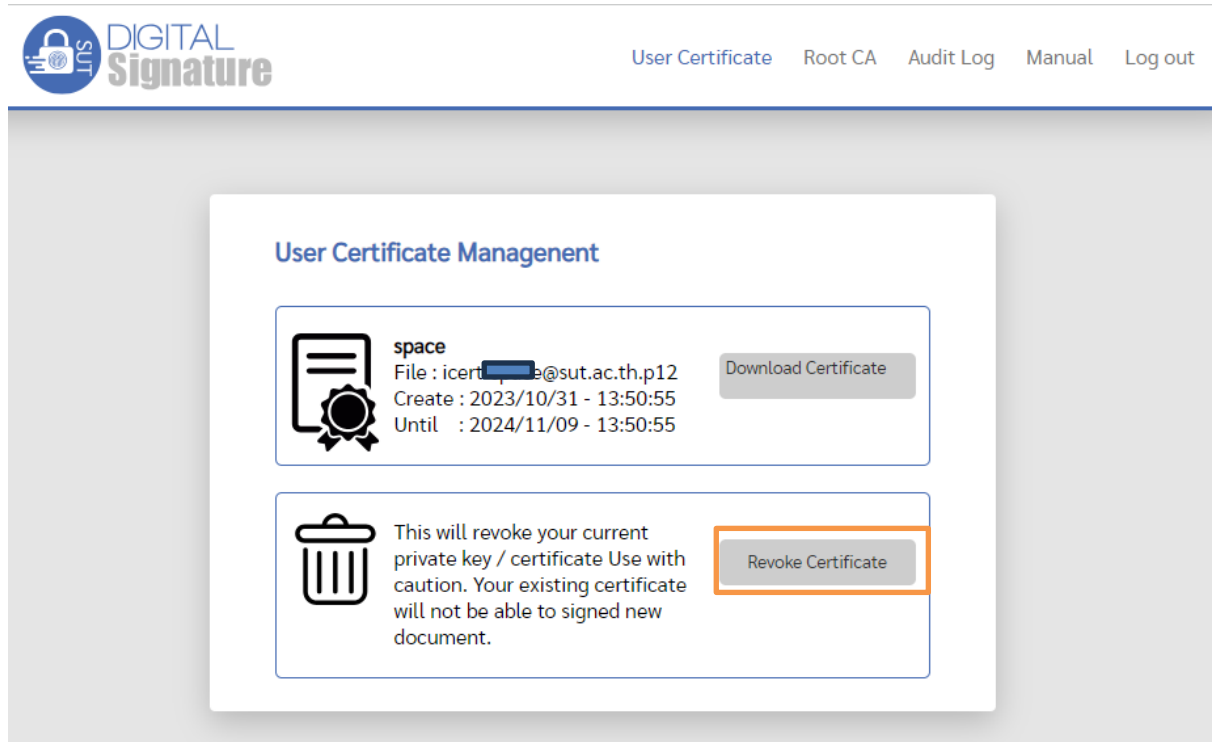 SUT
DIGITAL
Signature
User Certificate Root CA Audit Log Manual Log out
User Certificate Managenent
space
File : icert @sut.ac.th.p12
Create : 2023/10/31 - 13:50:55
Until : 2024/11/09 - 13:50:55
Download Certificate
This will revoke your current
private key / certificate Use with
caution. Your existing certificate
will not be able to signed new
document.
Revoke Certificate